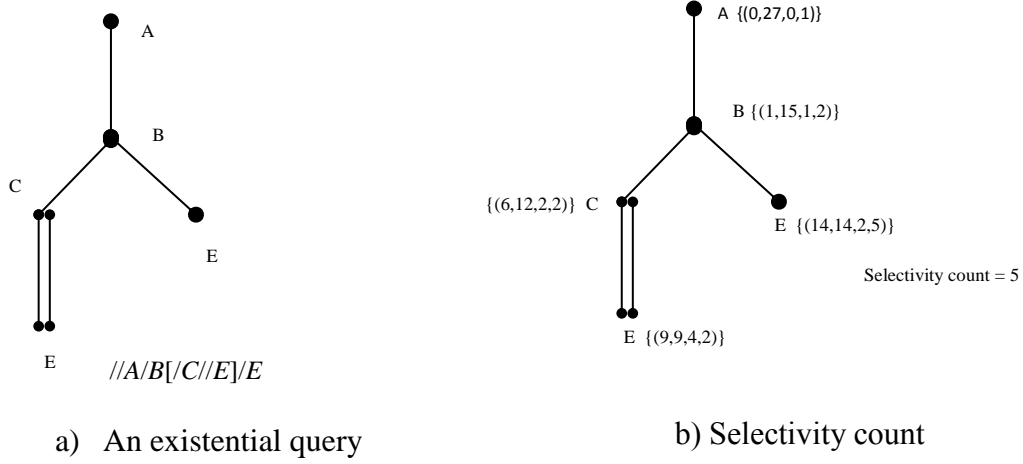 A
B
C
E
E
//A/B[/C//E]/E
a) An existential query
A {(0,27,0,1)}
B {(1,15,1,2)}
{(6,12,2,2)} C
E {(14,14,2,5)}
Selectivity count = 5
E {(9,9,4,2)}
b) Selectivity count